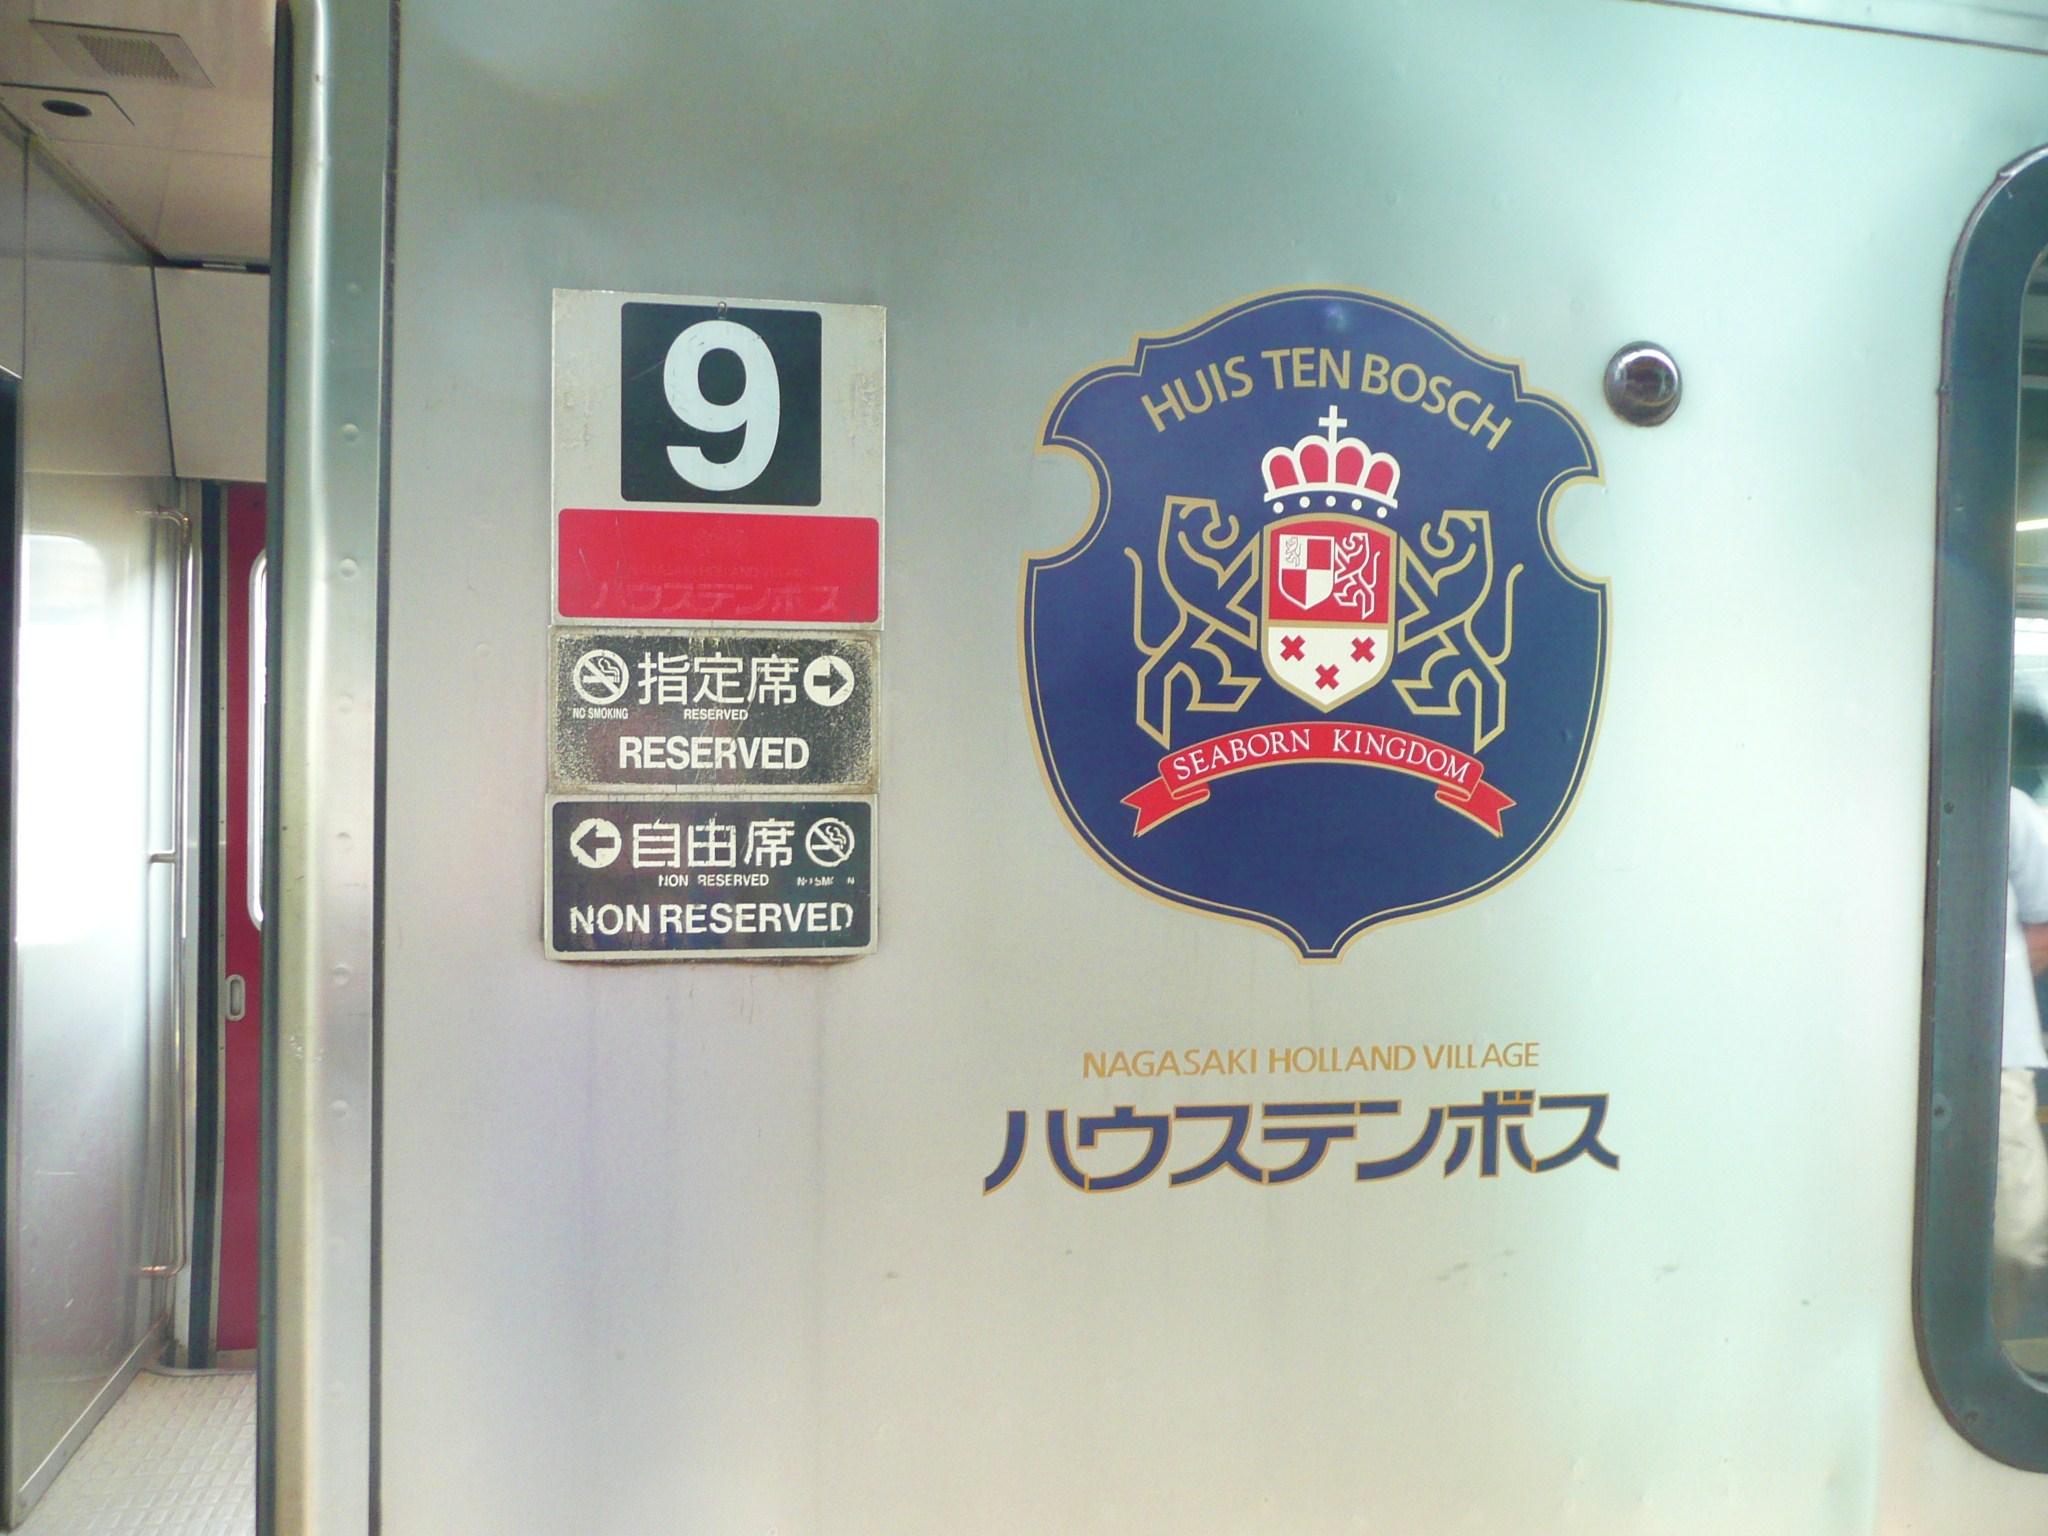 9
ハウステンボス
指定席
NO SMOKING
RESERVED
RESERVED
自由席
NON RESERVED
NON RESERVED
HUIS TEN BOSCH
SEABORN KINGDOM
NAGASAKI HOLLAND VILLAGE
ハウステンボス